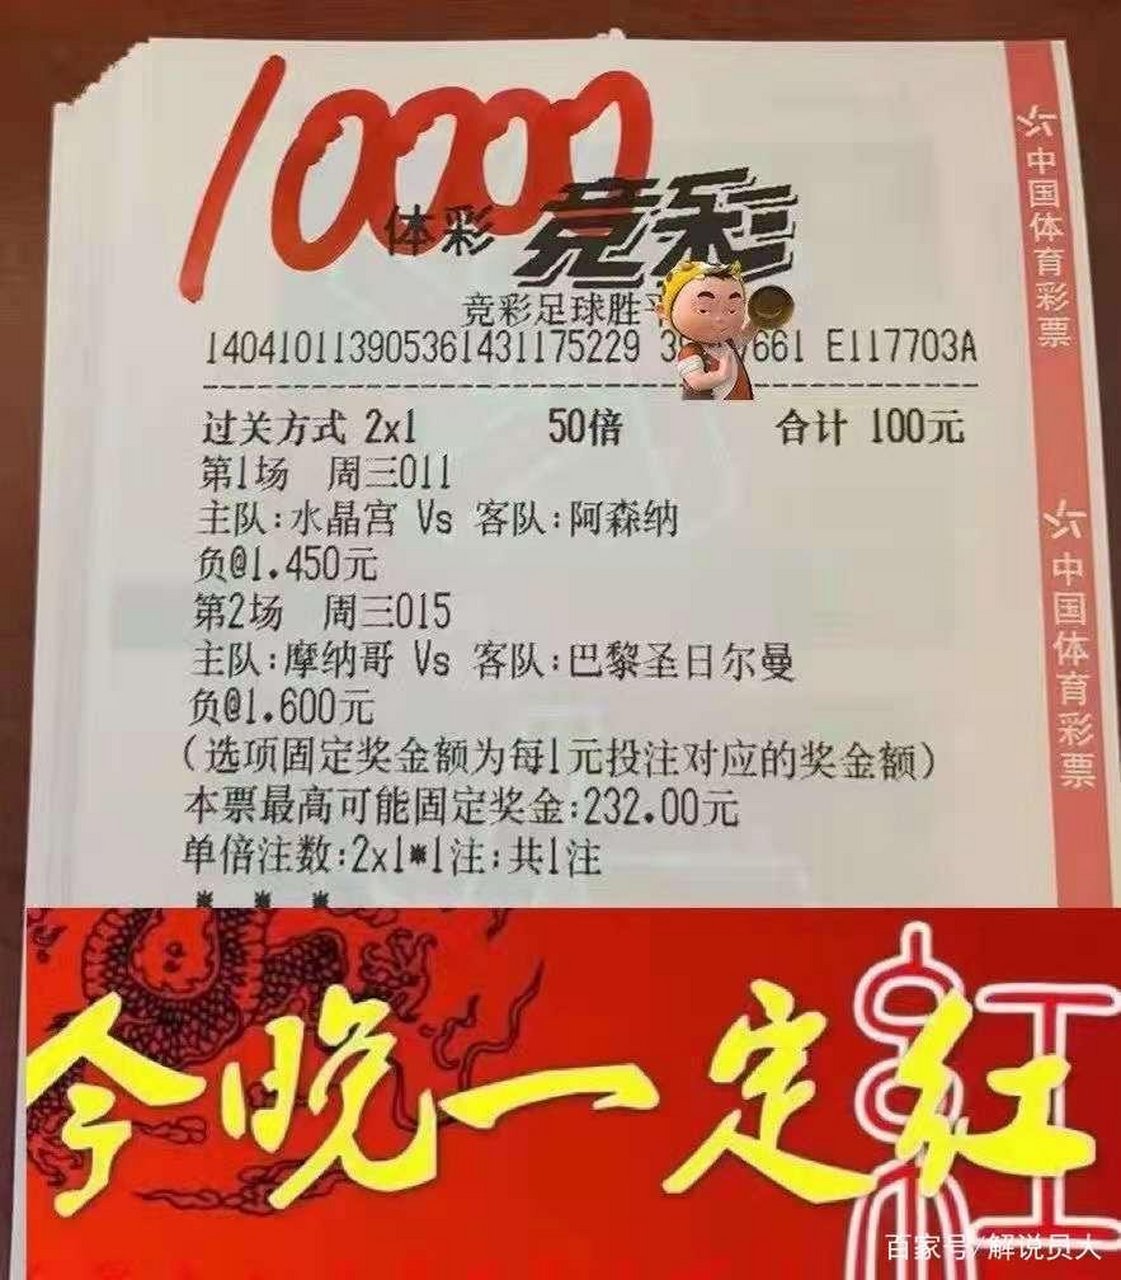 10000
体彩 竞彩
竞彩足球胜
140410113905361431175229 661 E117703A
过关方式 2x1 50倍 合计 100元
第1场 周三011
主队:水晶宫 Vs 客队:阿森纳
负@1.450元
第2场 周三015
主队:摩纳哥 Vs 客队:巴黎圣日尔曼
负@1.600元
(选项固定奖金额为每1元投注对应的奖金额)
本票最高可能固定奖金:232.00元
单倍注数:2x1*1注:共1注
* * *
中国体育彩票
中国体育彩票
今晚一定红
红
百家号/解说员大